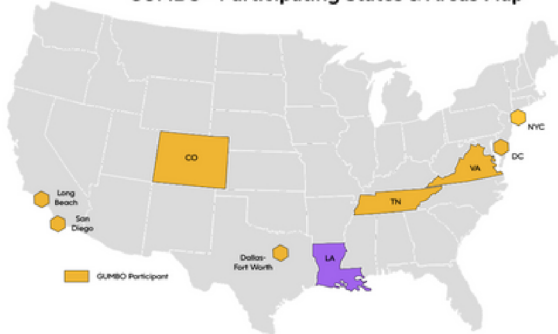 GUMBO - Participating States & Areas Map
CO
NYC
DC
VA
TN
Long
Beach
San
Diego
Dallas-
Fort Worth
LA
GUMBO Participant